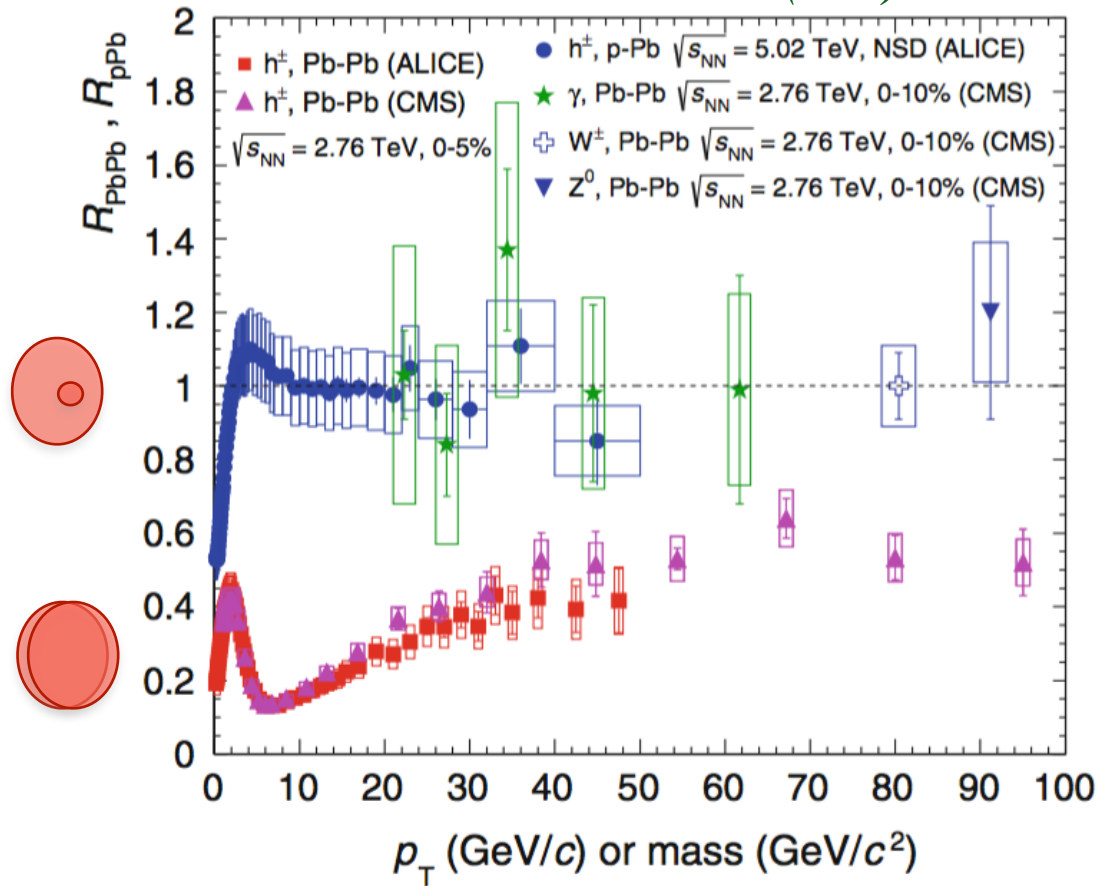 2
1.8
1.6
1.4
1.2
1
0.8
0.6
0.4
0.2
0
R_PbPb , R_pPb
h±, Pb-Pb (ALICE)
h±, Pb-Pb (CMS)
√s_NN = 2.76 TeV, 0-5%
h±, p-Pb √s_NN = 5.02 TeV, NSD (ALICE)
γ, Pb-Pb √s_NN = 2.76 TeV, 0-10% (CMS)
W±, Pb-Pb √s_NN = 2.76 TeV, 0-10% (CMS)
Z⁰, Pb-Pb √s_NN = 2.76 TeV, 0-10% (CMS)
0 10 20 30 40 50 60 70 80 90 100
p_T (GeV/c) or mass (GeV/c²)